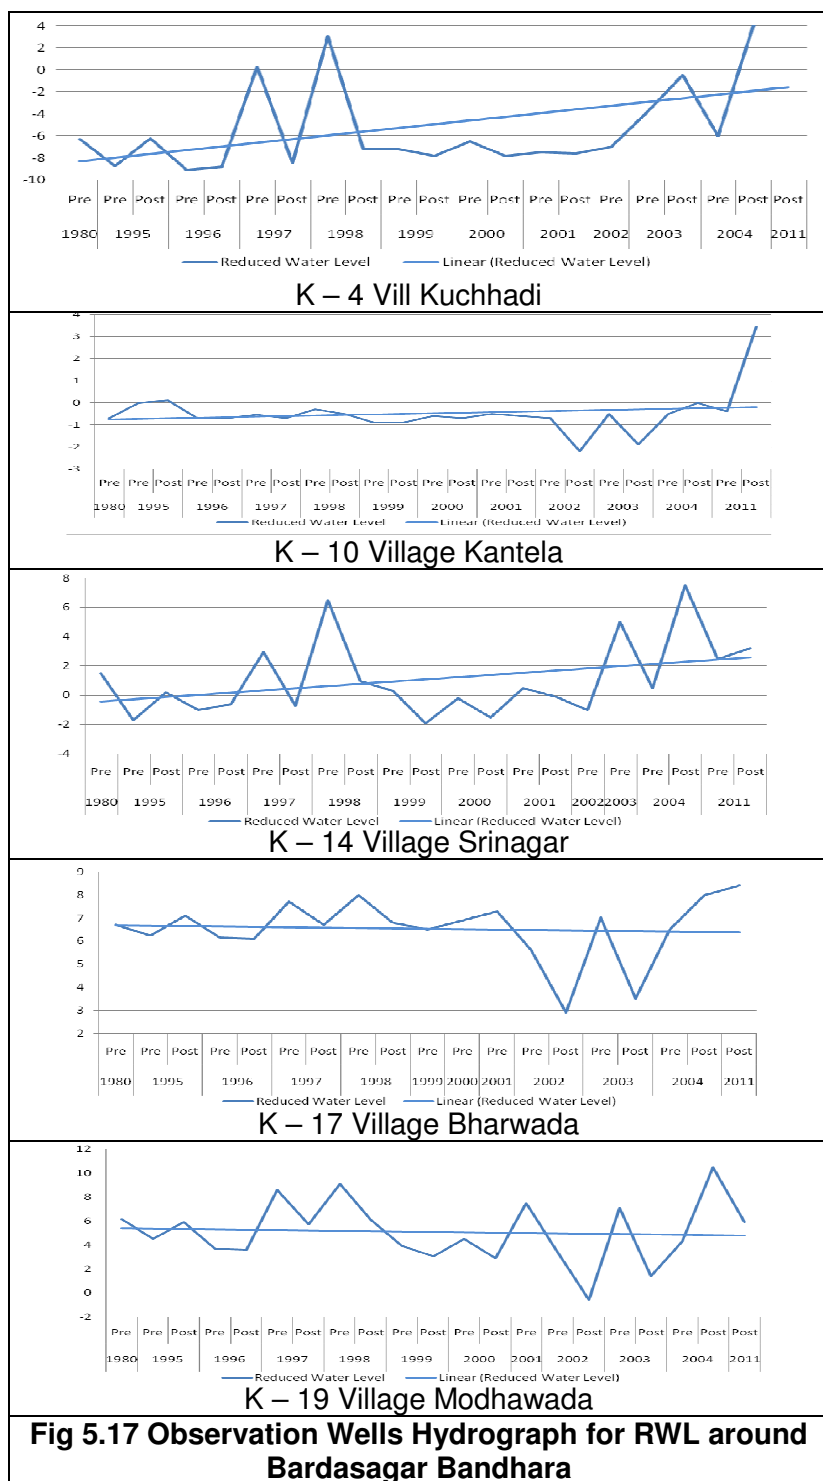 4
2
0
-2
-4
-6
-8
-10
Pre Pre Post Pre Post Pre Post Pre Post Pre Post Pre Post Pre Post Pre Pre Post Pre Post Post
1980 1995 1996 1997 1998 1999 2000 2001 2002 2003 2004 2011
Reduced Water Level Linear (Reduced Water Level)
K – 4 Vill Kuchhadi
4
3
2
1
0
-1
-2
-3
Pre Pre Post Pre Post Pre Post Pre Post Pre Post Pre Post Pre Post Pre Post Pre Post Pre Post Pre Post
1980 1995 1996 1997 1998 1999 2000 2001 2002 2003 2004 2011
Reduced Water Level Linear (Reduced Water Level)
K – 10 Village Kantela
8
6
4
2
0
-2
-4
Pre Pre Post Pre Post Pre Post Pre Post Pre Post Pre Post Pre Post Pre Pre Pre Post Pre Post
1980 1995 1996 1997 1998 1999 2000 2001 2002 2003 2004 2011
Reduced Water Level Linear (Reduced Water Level)
K – 14 Village Srinagar
9
8
7
6
3
2
Pre Pre Post Pre Post Pre Post Pre Post Pre Pre Pre Pre Post Pre Post Pre Post Post
1980 1995 1996 1997 1998 1999 2000 2001 2002 2003 2004 2011
Reduced Water Level Linear (Reduced Water Level)
K – 17 Village Bharwada
12
10
8
6
4
2
0
-2
Pre Pre Post Pre Post Pre Post Pre Post Pre Post Pre Post Pre Pre Post Pre Post Pre Post Post
1980 1995 1996 1997 1998 1999 2000 2001 2002 2003 2004 2011
Reduced Water Level Linear (Reduced Water Level)
K – 19 Village Modhawada
Fig 5.17 Observation Wells Hydrograph for RWL around
Bardasagar Bandhara